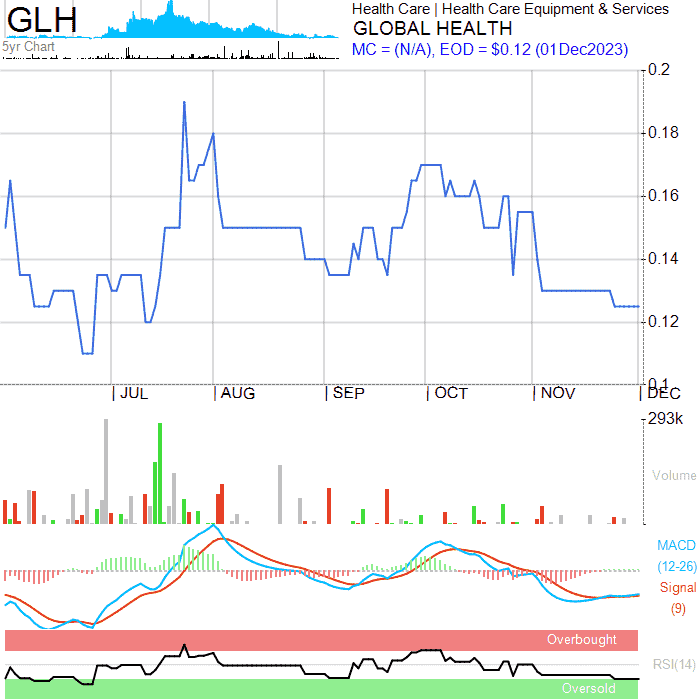 GLH
Health Care | Health Care Equipment & Services
GLOBAL HEALTH
5yr Chart
MC = (N/A), EOD = $0.12 (01Dec2023)
0.2
0.18
0.16
0.14
0.12
0.1
JUL
AUG
SEP
OCT
NOV
DEC
293k
Volume
MACD
(12-26)
Signal
(9)
Overbought
RSI(14)
Oversold